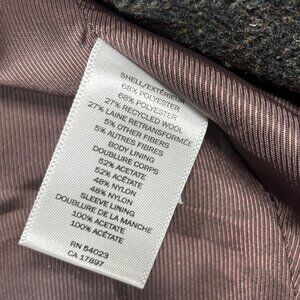 SHELL/EXTÉRIEUR
68% POLYESTER
68% POLYESTER
27% RECYCLED WOOL
27% LAINE RETRANSFORMÉE
5% OTHER FIBERS
5% AUTRES FIBRES
BODY LINING
DOUBLURE CORPS
52% ACETATE
52% ACÉTATE
48% NYLON
48% NYLON
SLEEVE LINING
DOUBLURE DE LA MANCHE
100% ACETATE
100% ACÉTATE
RN 54023
CA 17897